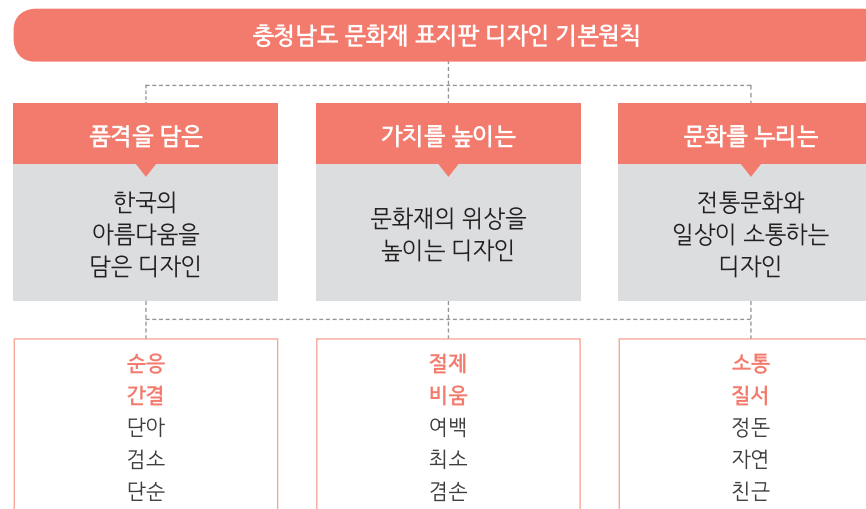 충청남도 문화재 표지판 디자인 기본원칙
품격을 담은
한국의
아름다움을
담은 디자인
순응
간결
단아
검소
단순
가치를 높이는
문화재의 위상을
높이는 디자인
절제
비움
여백
최소
겸손
문화를 누리는
전통문화와
일상이 소통하는
디자인
소통
질서
정돈
자연
친근